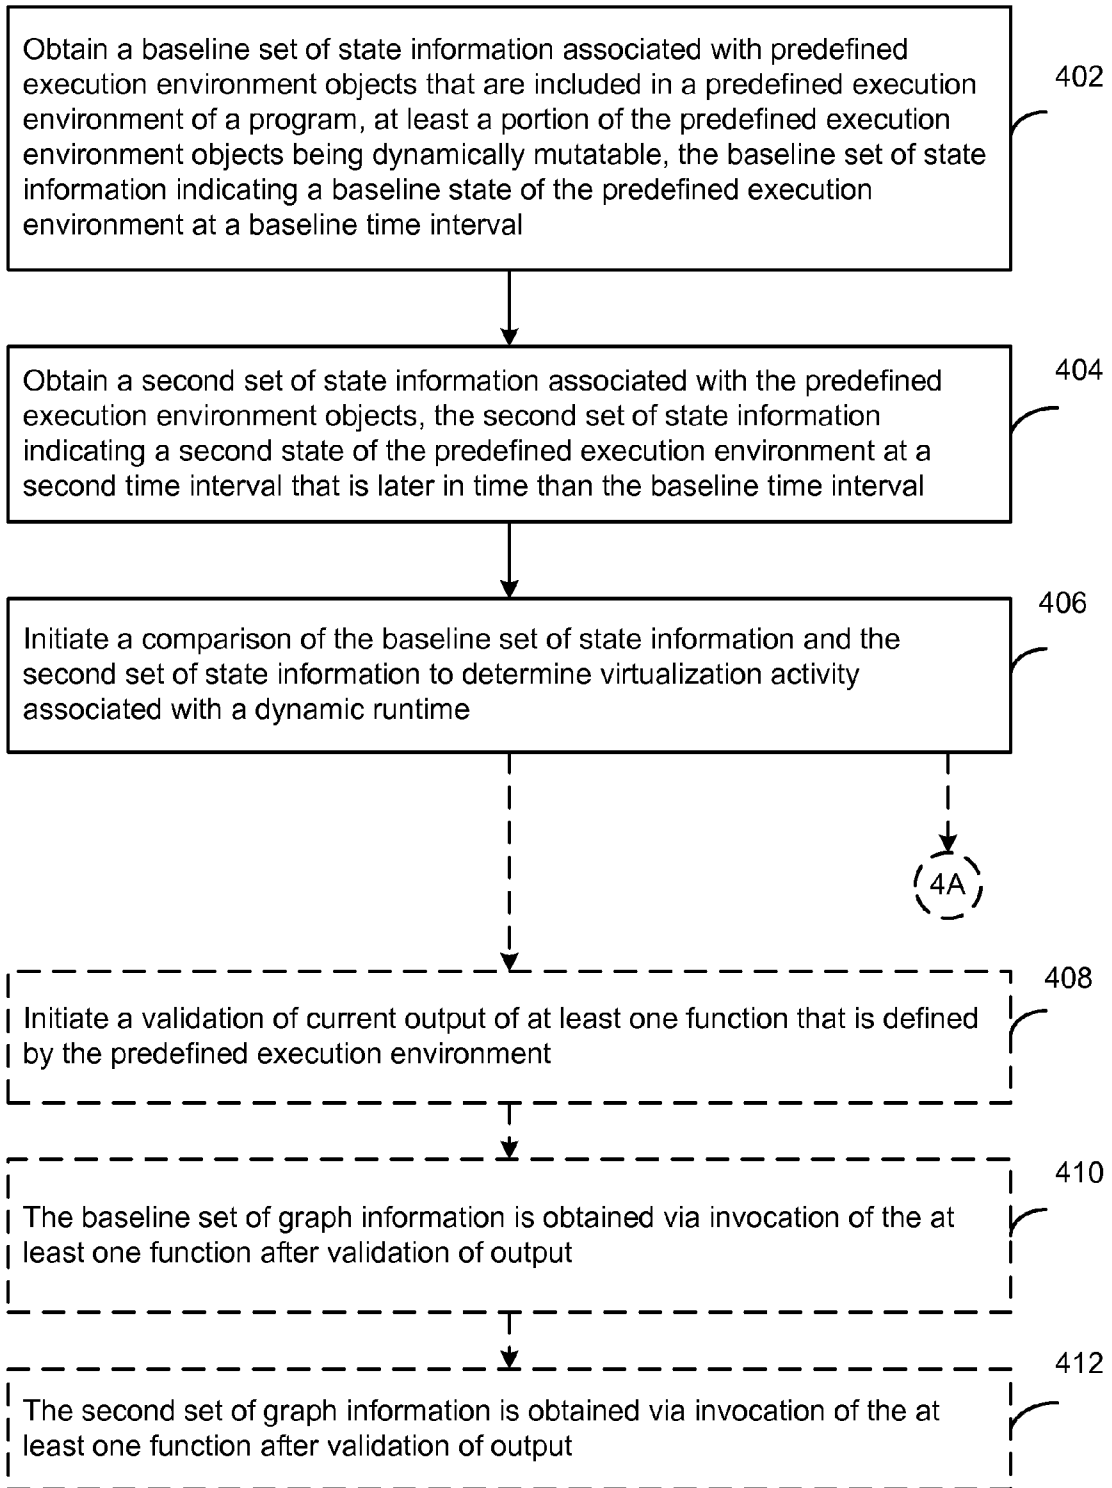 Obtain a baseline set of state information associated with predefined
execution environment objects that are included in a predefined execution
environment of a program, at least a portion of the predefined execution
environment objects being dynamically mutatable, the baseline set of state
information indicating a baseline state of the predefined execution
environment at a baseline time interval
402
Obtain a second set of state information associated with the predefined
execution environment objects, the second set of state information
indicating a second state of the predefined execution environment at a
second time interval that is later in time than the baseline time interval
404
Initiate a comparison of the baseline set of state information and the
second set of state information to determine virtualization activity
associated with a dynamic runtime
406
4A
Initiate a validation of current output of at least one function that is defined
by the predefined execution environment
408
The baseline set of graph information is obtained via invocation of the at
least one function after validation of output
410
The second set of graph information is obtained via invocation of the at
least one function after validation of output
412